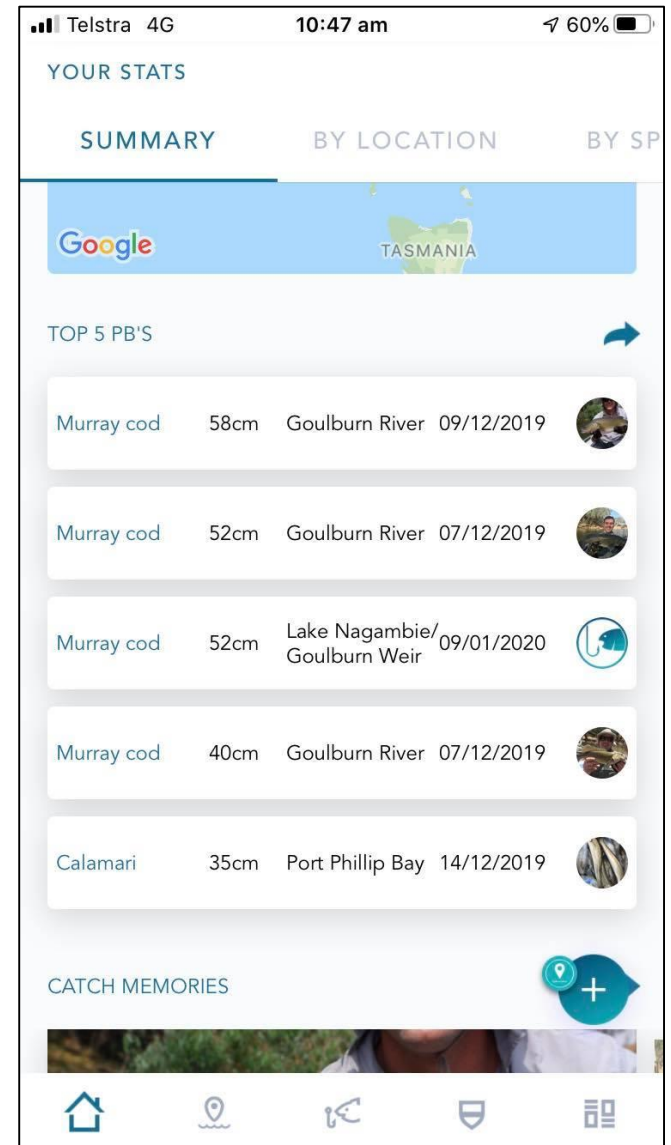 Telstra 4G 10:47 am 60%
YOUR STATS
SUMMARY BY LOCATION BY SP
Google
TASMANIA
TOP 5 PB'S
Murray cod 58cm Goulburn River 09/12/2019
Murray cod 52cm Goulburn River 07/12/2019
Murray cod 52cm Lake Nagambie/ 09/01/2020
Goulburn Weir
Murray cod 40cm Goulburn River 07/12/2019
Calamari 35cm Port Phillip Bay 14/12/2019
CATCH MEMORIES